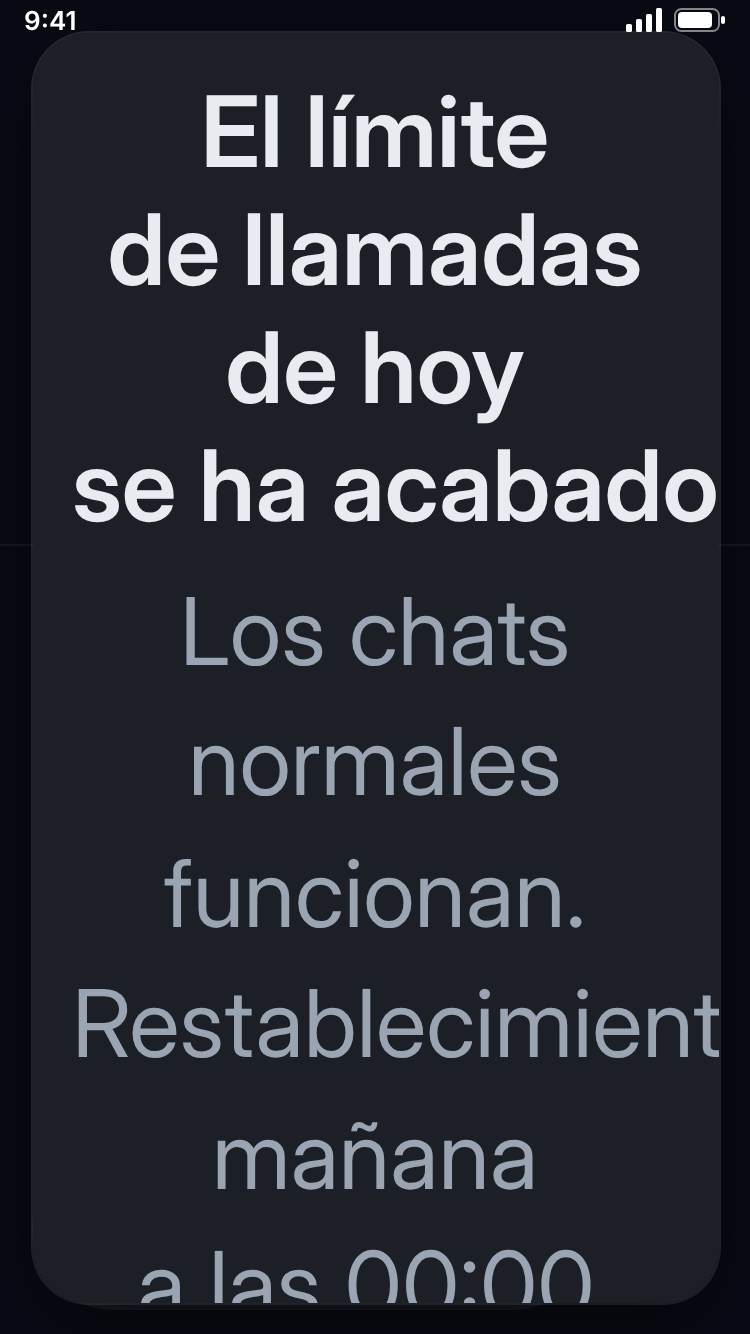 9:41
El límite
de llamadas
de hoy
se ha acabado
Los chats
normales
funcionan.
Restablecimient
mañana
a las 00:00